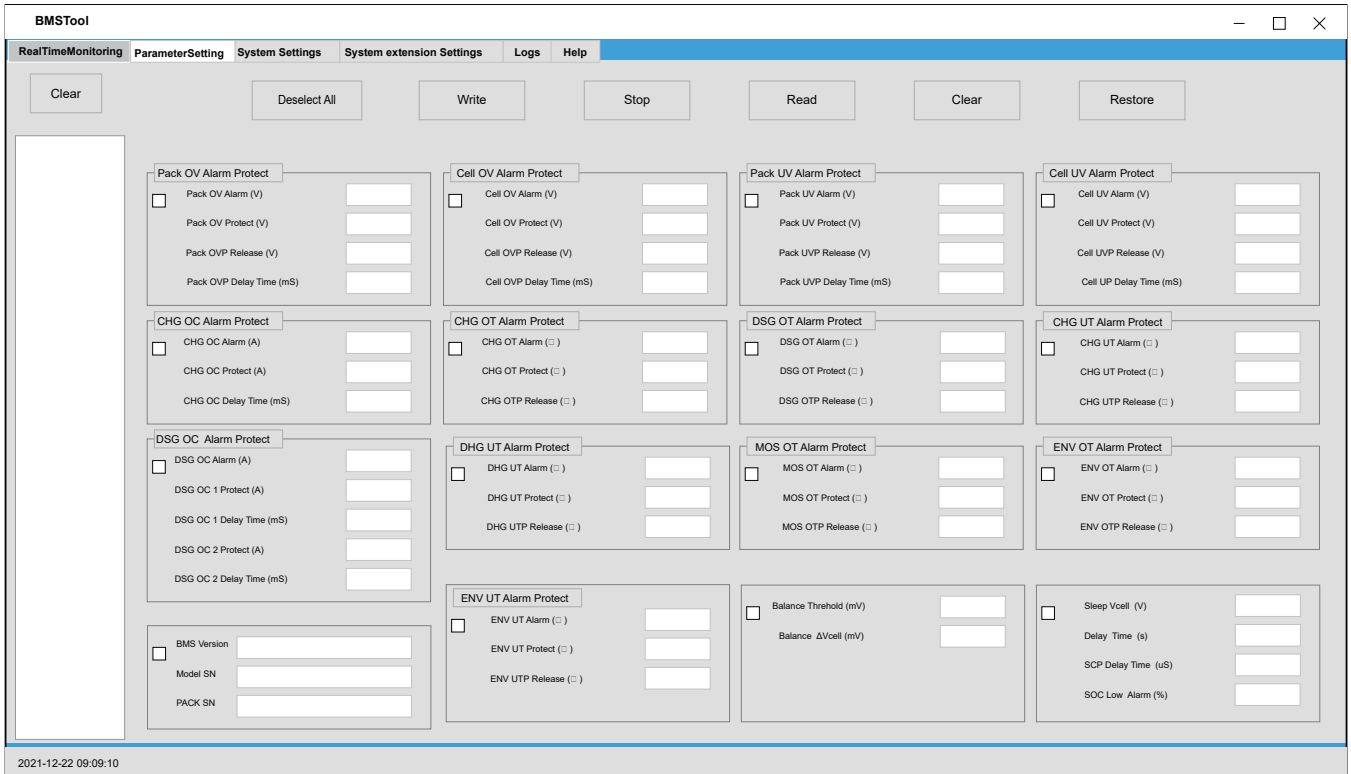 BMSTool
RealTimeMonitoring ParameterSetting System Settings System extension Settings Logs Help
Clear Deselect All Write Stop Read Clear Restore
Pack OV Alarm Protect
Pack OV Alarm (V)
Pack OV Protect (V)
Pack OVP Release (V)
Pack OVP Delay Time (mS)
Cell OV Alarm Protect
Cell OV Alarm (V)
Cell OV Protect (V)
Cell OVP Release (V)
Cell OVP Delay Time (mS)
Pack UV Alarm Protect
Pack UV Alarm (V)
Pack UV Protect (V)
Pack UVP Release (V)
Pack UVP Delay Time (mS)
Cell UV Alarm Protect
Cell UV Alarm (V)
Cell UV Protect (V)
Cell UVP Release (V)
Cell UP Delay Time (mS)
CHG OC Alarm Protect
CHG OC Alarm (A)
CHG OC Protect (A)
CHG OC Delay Time (mS)
CHG OT Alarm Protect
CHG OT Alarm (□ )
CHG OT Protect (□ )
CHG OTP Release (□ )
DSG OT Alarm Protect
DSG OT Alarm (□ )
DSG OT Protect (□ )
DSG OTP Release (□ )
CHG UT Alarm Protect
CHG UT Alarm (□ )
CHG UT Protect (□ )
CHG UTP Release (□ )
DSG OC Alarm Protect
DSG OC Alarm (A)
DSG OC 1 Protect (A)
DSG OC 1 Delay Time (mS)
DSG OC 2 Protect (A)
DSG OC 2 Delay Time (mS)
DHG UT Alarm Protect
DHG UT Alarm (□ )
DHG UT Protect (□ )
DHG UTP Release (□ )
MOS OT Alarm Protect
MOS OT Alarm (□ )
MOS OT Protect (□ )
MOS OTP Release (□ )
ENV OT Alarm Protect
ENV OT Alarm (□ )
ENV OT Protect (□ )
ENV OTP Release (□ )
BMS Version
Model SN
PACK SN
ENV UT Alarm Protect
ENV UT Alarm (□ )
ENV UT Protect (□ )
ENV UTP Release (□ )
Balance Threhold (mV)
Balance ΔVcell (mV)
Sleep Vcell (V)
Delay Time (s)
SCP Delay Time (uS)
SOC Low Alarm (%)
2021-12-22 09:09:10